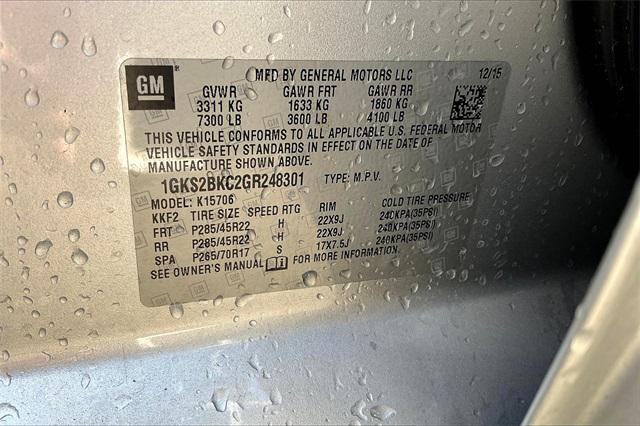 GM MFD BY GENERAL MOTORS LLC 12/15
GVWR GAWR FRT GAWR RR
3311 KG 1633 KG 1860 KG
7300 LB 3600 LB 4100 LB
THIS VEHICLE CONFORMS TO ALL APPLICABLE U.S. FEDERAL MOTOR
VEHICLE SAFETY STANDARDS IN EFFECT ON THE DATE OF
MANUFACTURE SHOWN ABOVE.
1GKS2BKC2GR248301 TYPE: M.P.V.
MODEL: K15706
KKF2 TIRE SIZE SPEED RTG RIM COLD TIRE PRESSURE
FRT P285/45R22 H 22X9J 240KPA(35PSI)
RR P285/45R22 H 22X9J 240KPA(35PSI)
SPA P265/70R17 S 17X7.5J 240KPA(35PSI)
SEE OWNER'S MANUAL FOR MORE INFORMATION.